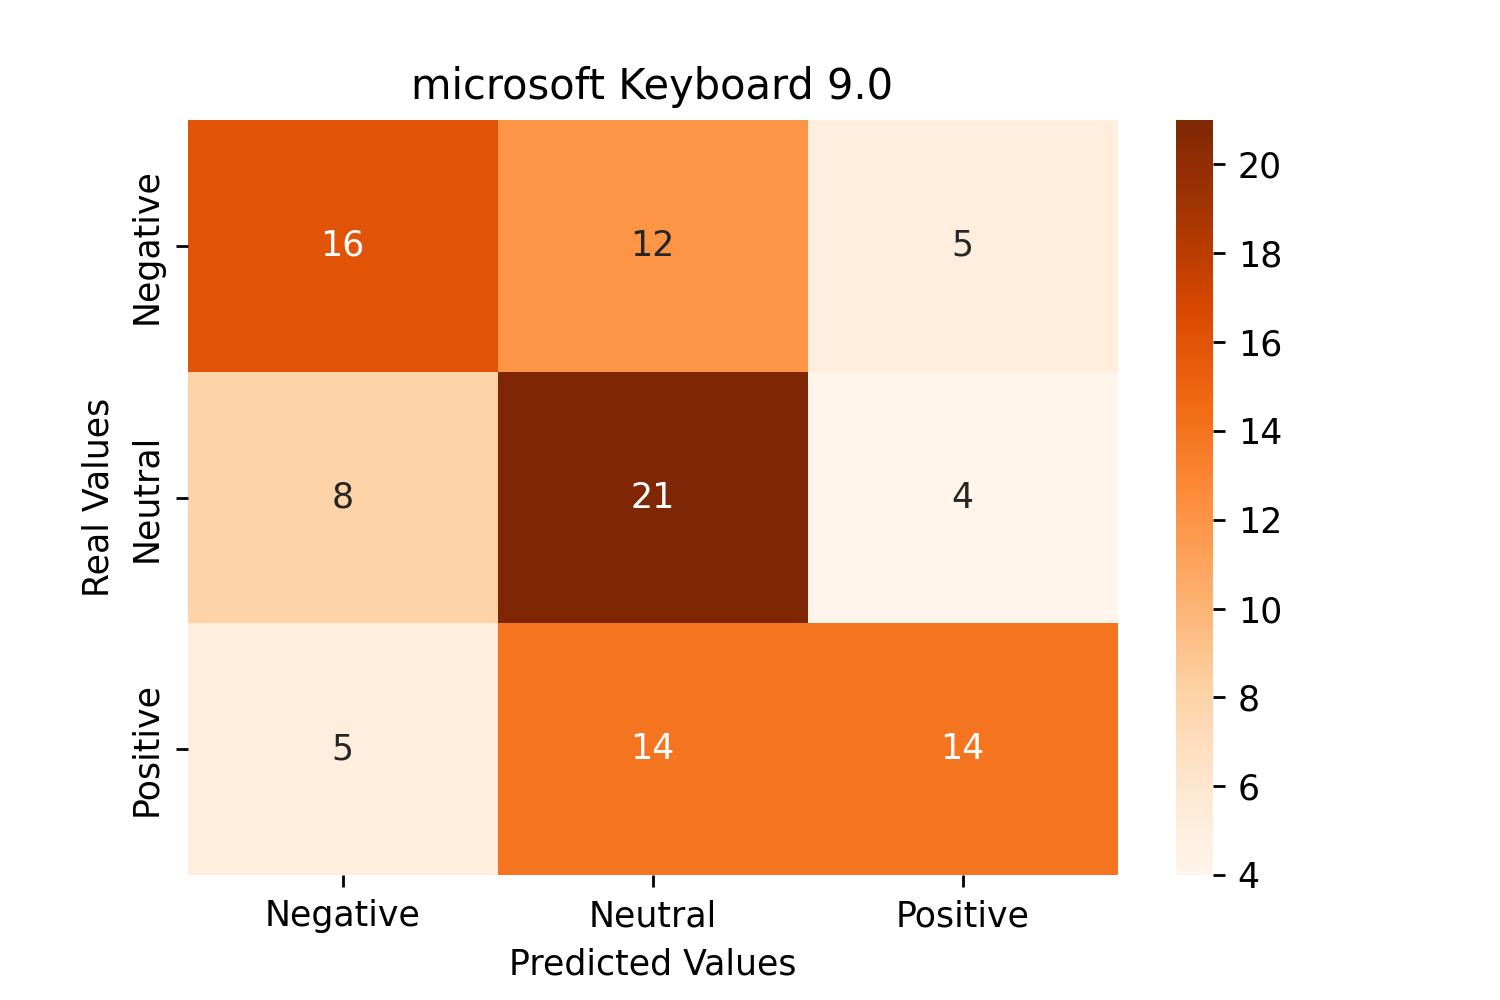 microsoft Keyboard 9.0
Real Values
Negative
16 12 5
Neutral
8 21 4
Positive
5 14 14
Negative Neutral Positive
Predicted Values
20
18
16
14
12
10
8
6
4